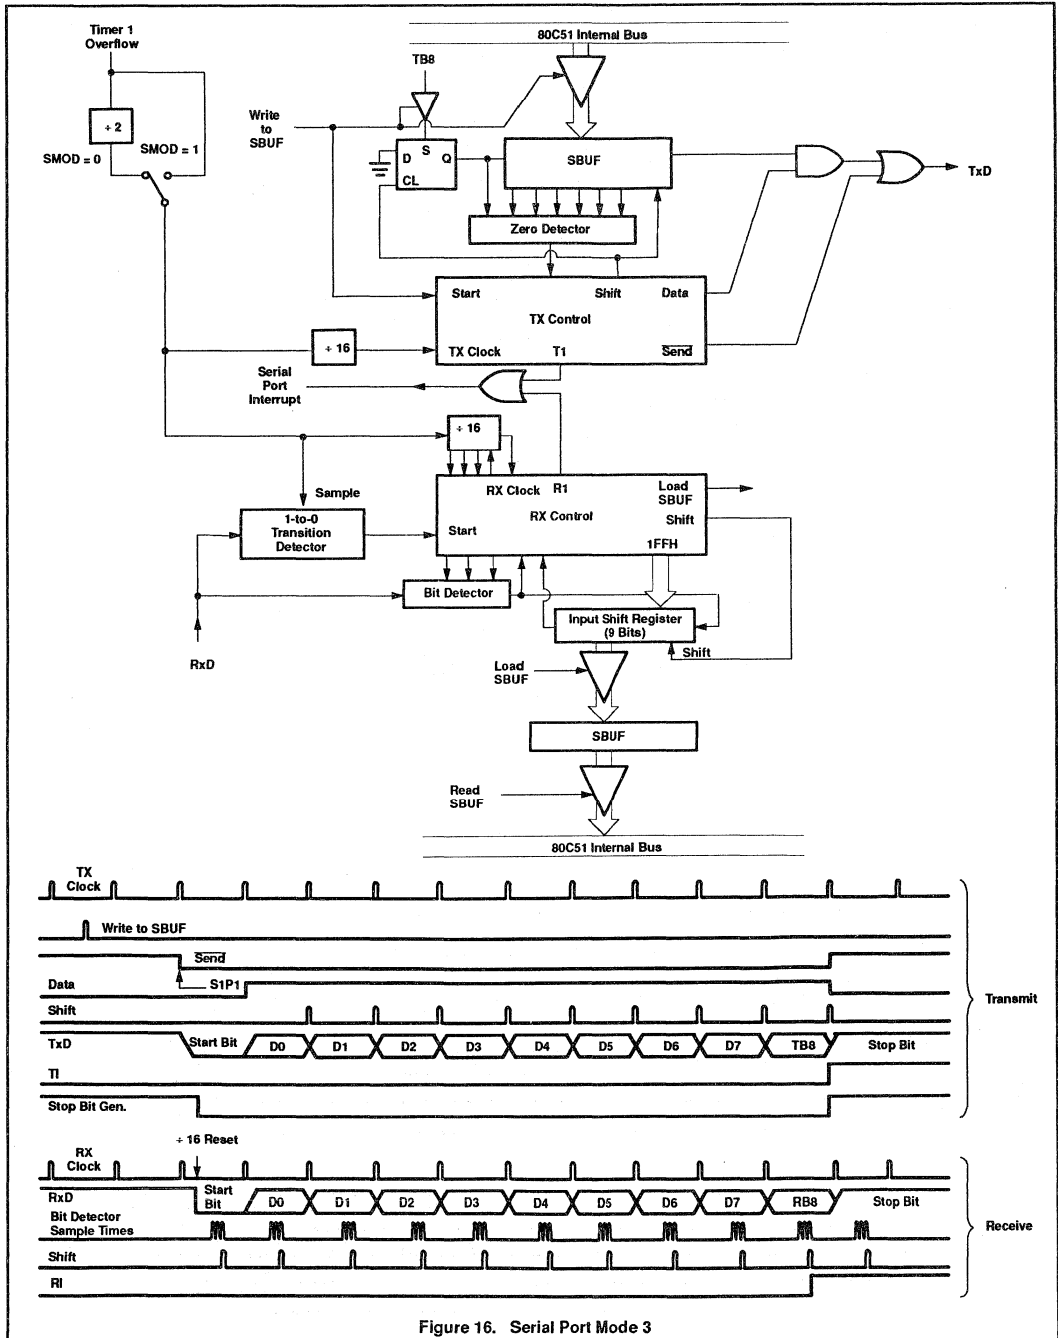 Timer 1
Overflow
80C51 Internal Bus
TB8
÷ 2
Write
to
SBUF
SMOD = 0
SMOD = 1
S
D
Q
CL
SBUF
TxD
Zero Detector
Start
Shift
Data
TX Control
÷ 16
TX Clock
T1
Send
Serial
Port
Interrupt
÷ 16
Sample
RX Clock
R1
Load
SBUF
RX Control
Shift
1-to-0
Transition
Detector
Start
1FFH
Bit Detector
Input Shift Register
(9 Bits)
RxD
Shift
Load
SBUF
SBUF
Read
SBUF
80C51 Internal Bus
TX
Clock
Write to SBUF
Send
S1P1
Data
Shift
TxD
Start Bit
D0
D1
D2
D3
D4
D5
D6
D7
TB8
Stop Bit
TI
Stop Bit Gen.
Transmit
÷ 16 Reset
RX
Clock
RxD
Start
Bit
D0
D1
D2
D3
D4
D5
D6
D7
RB8
Stop Bit
Bit Detector
Sample Times
Shift
RI
Receive
Figure 16. Serial Port Mode 3